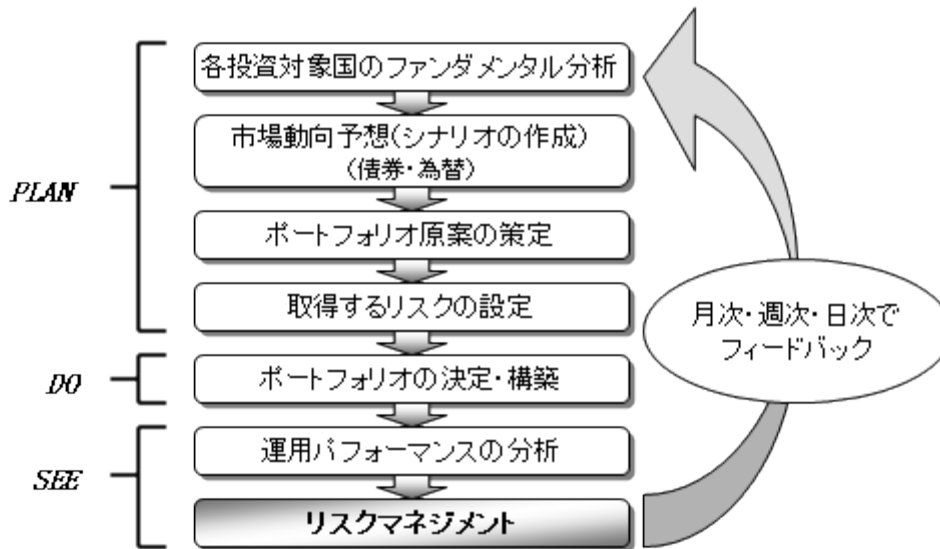 各投資対象国のファンダメンタル分析
市場動向予想(シナリオの作成)
(債券・為替)
PLAN
ポートフォリオ原案の策定
取得するリスクの設定
月次・週次・日次で
フィードバック
DO
ポートフォリオの決定・構築
運用パフォーマンスの分析
SEE
リスクマネジメント